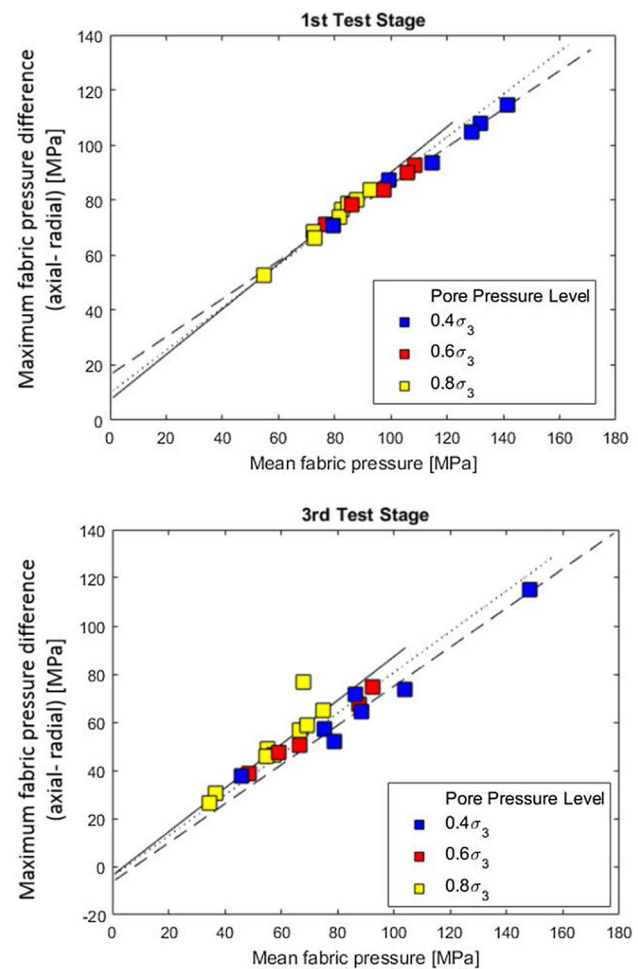 1st Test Stage
Maximum fabric pressure difference
(axial- radial) [MPa]
140
120
100
80
60
40
20
0
Pore Pressure Level
0.4σ3
0.6σ3
0.8σ3
0 20 40 60 80 100 120 140 160 180
Mean fabric pressure [MPa]
3rd Test Stage
Maximum fabric pressure difference
(axial- radial) [MPa]
140
120
100
80
60
40
20
0
-20
Pore Pressure Level
0.4σ3
0.6σ3
0.8σ3
0 20 40 60 80 100 120 140 160 180
Mean fabric pressure [MPa]